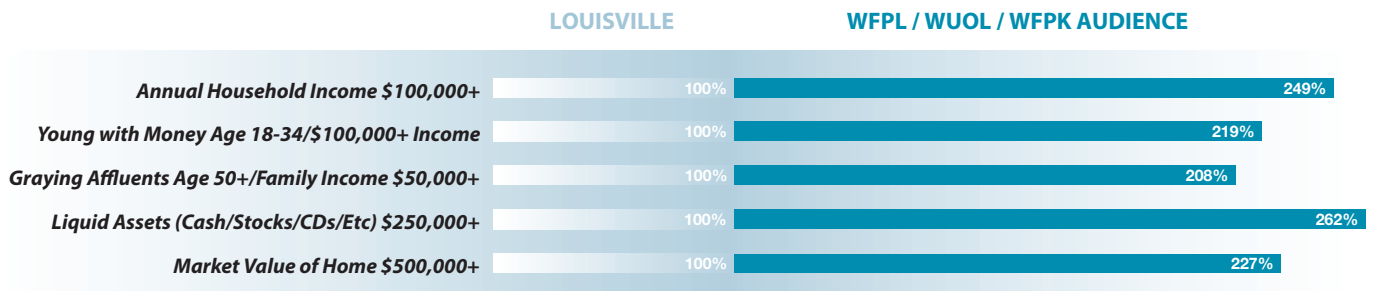 LOUISVILLE WFPL / WUOL / WFPK AUDIENCE
Annual Household Income $100,000+ 100% 249%
Young with Money Age 18-34/$100,000+ Income 100% 219%
Graying Affluents Age 50+/Family Income $50,000+ 100% 208%
Liquid Assets (Cash/Stocks/CDs/Etc) $250,000+ 100% 262%
Market Value of Home $500,000+ 100% 227%